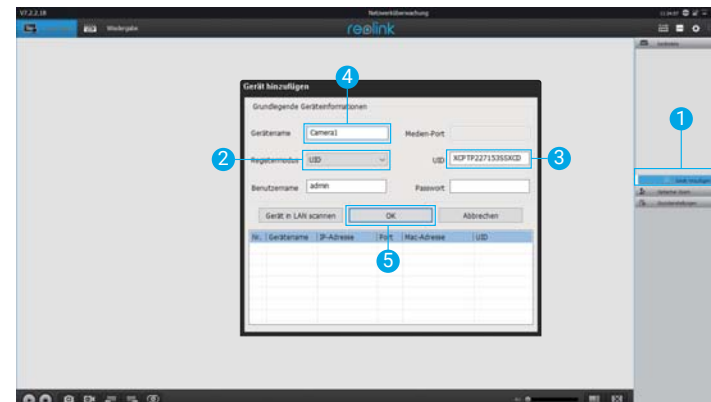 V7.2.2.18
Netzwerküberwachung
Wiedergabe
reolink
1
Gerät hinzufügen
4
Grundlegende Geräteinformationen
Gerätename
Camera1
Medien-Port
2
Registermodus
UID
UID
XCPTP227153SSXCD
3
Benutzername
admin
Passwort
Gerät in LAN scannen
OK
Abbrechen
5
Nr.
Gerätename
IP-Adresse
Port
Mac-Adresse
UID